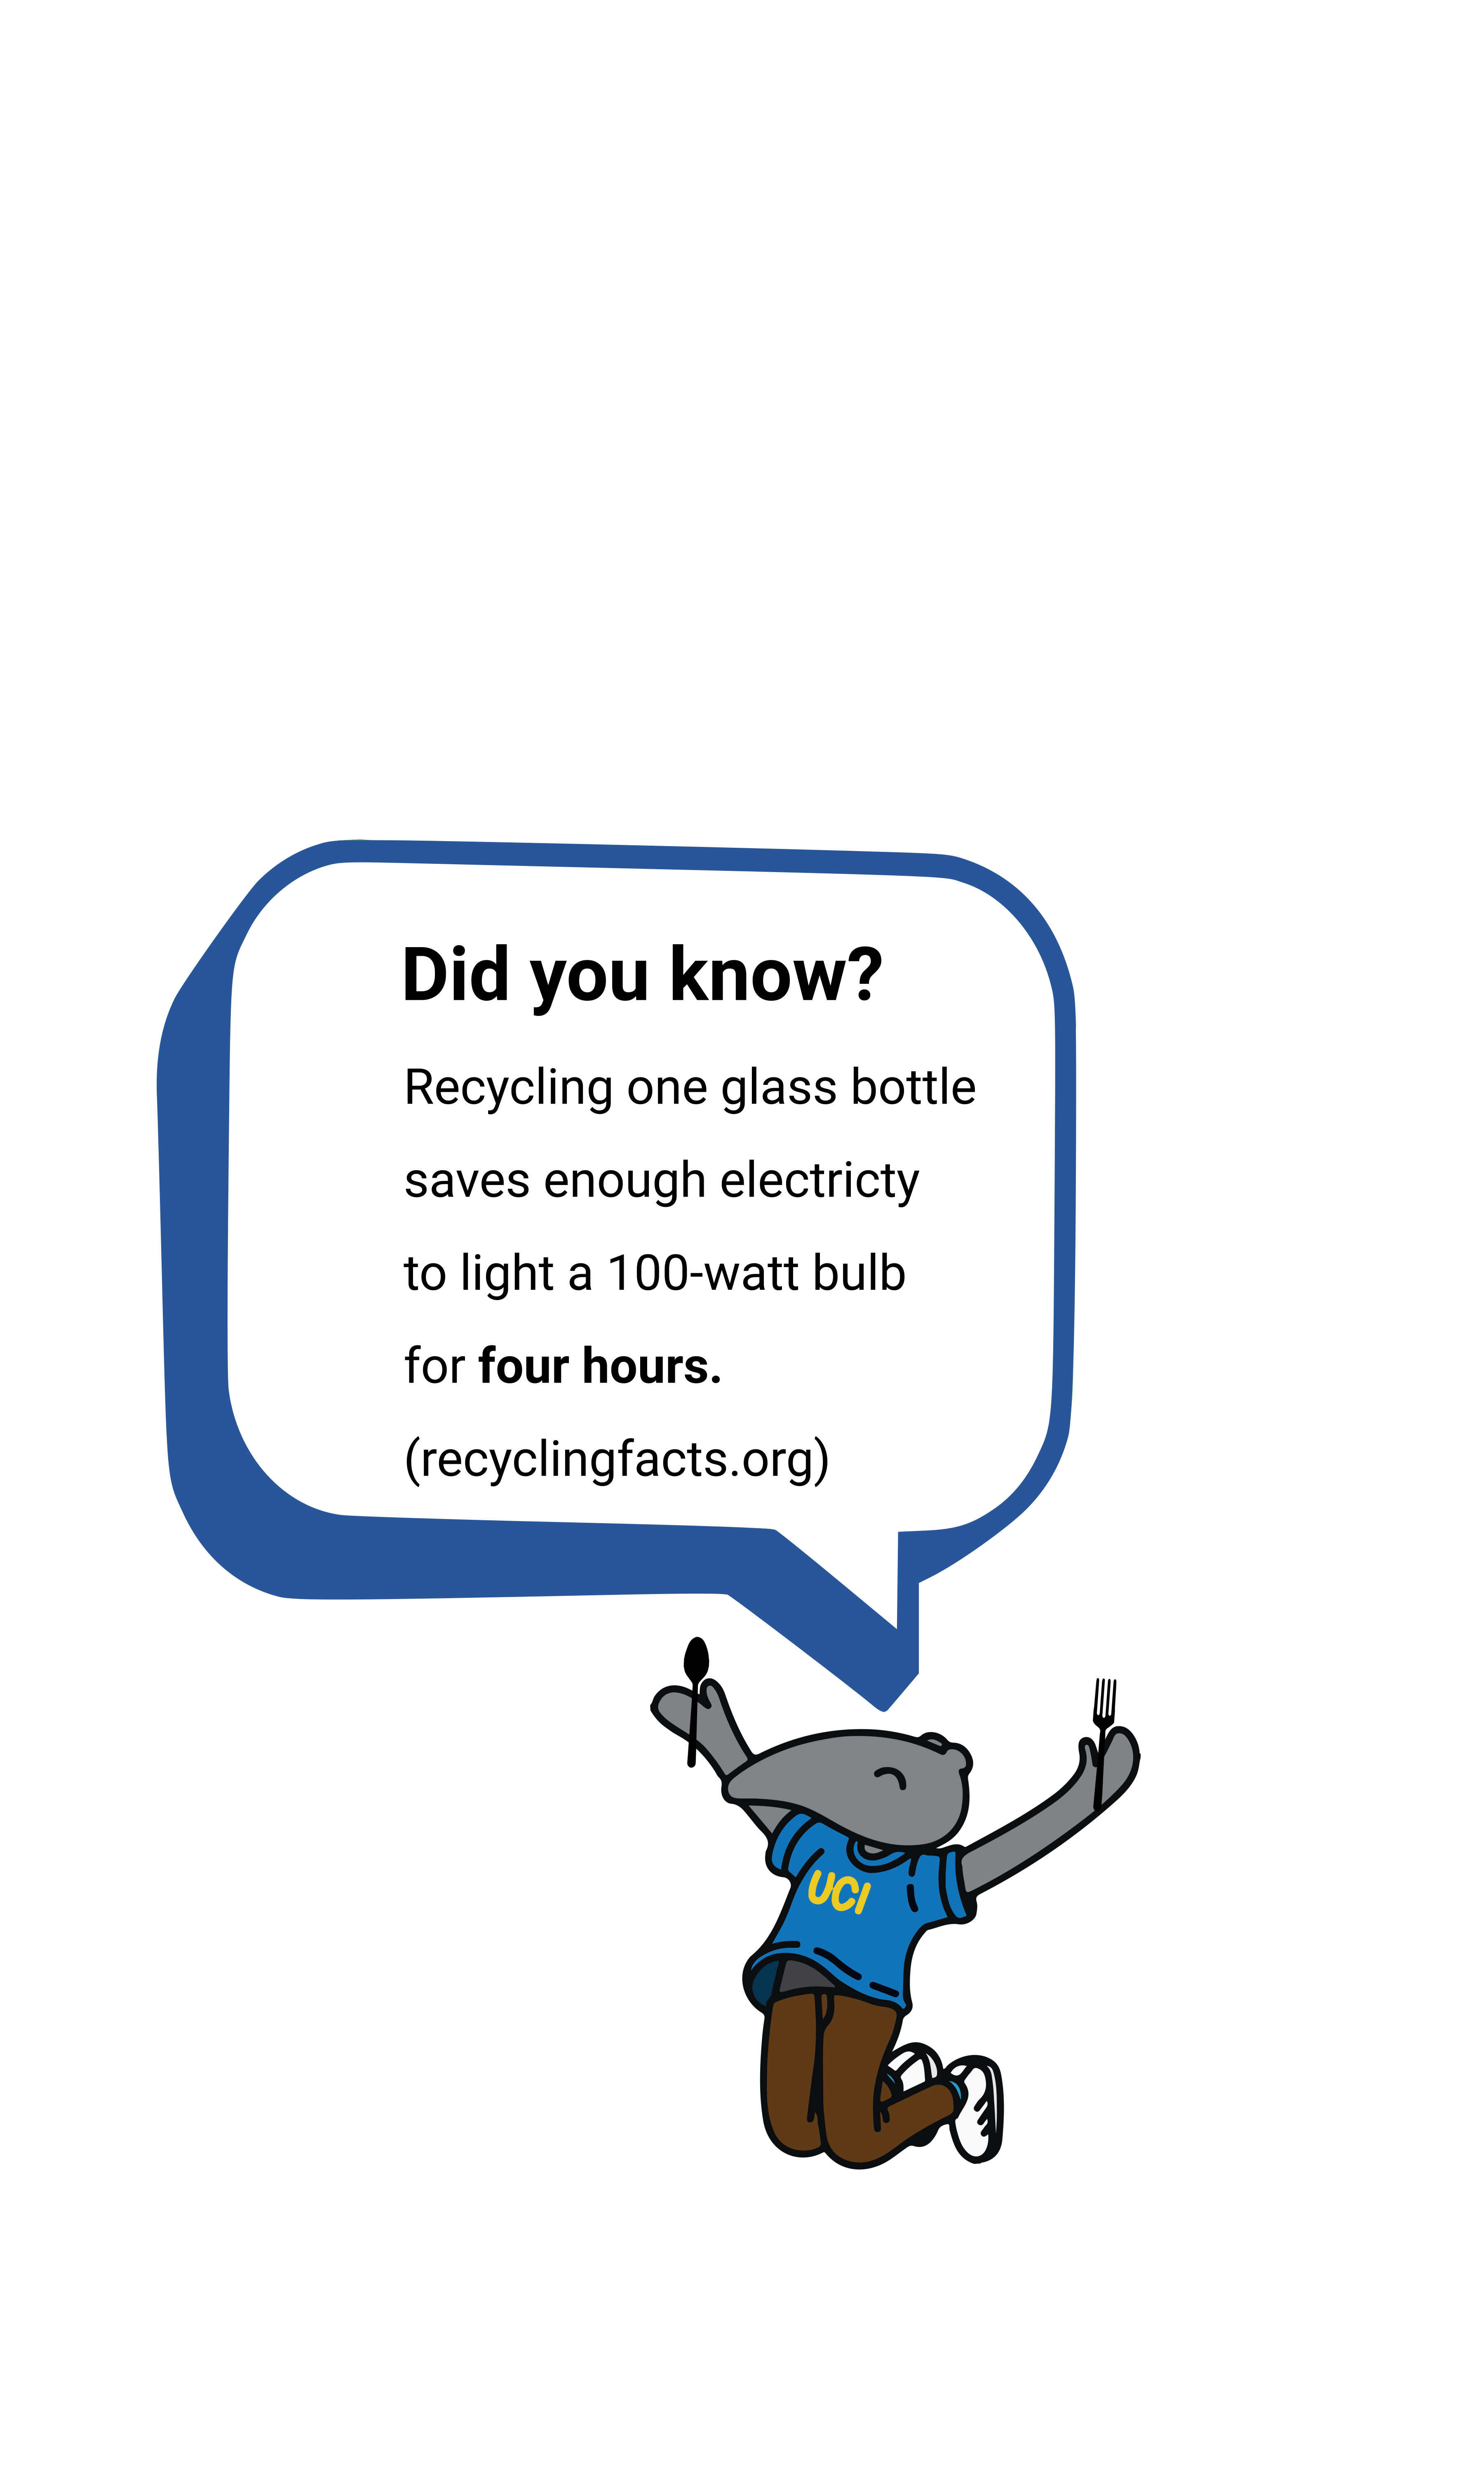 Did you know?
Recycling one glass bottle
saves enough electricty
to light a 100-watt bulb
for four hours.
(recyclingfacts.org)
UCI